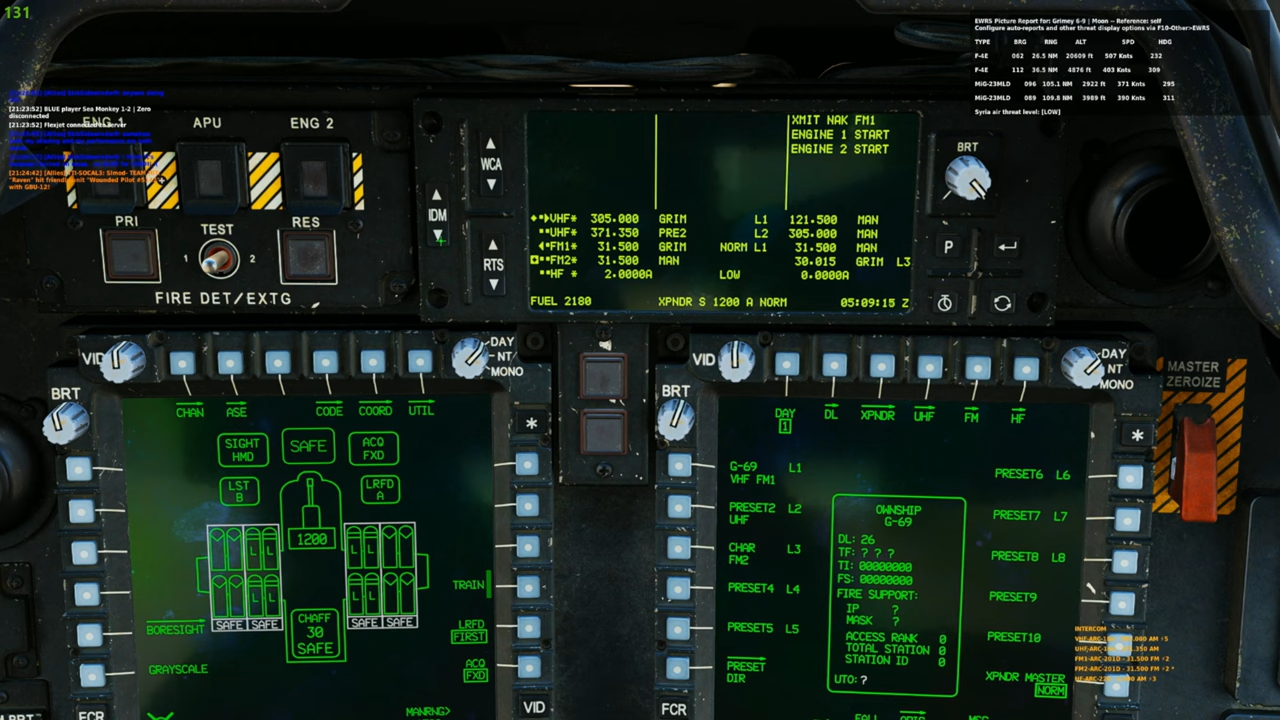 131
EWRS Picture Report for: Grimey 6-9 | Moon -- Reference: self
Configure auto-reports and other threat display options via F10-Other>EWRS
TYPE BRG RNG ALT SPD HDG
F-4E 062 26.5 NM 20609 ft 507 Knts 232
F-4E 112 36.5 NM 4876 ft 403 Knts 309
MiG-23MLD 096 105.1 NM 2922 ft 371 Knts 295
MiG-23MLD 089 109.8 NM 3989 ft 390 Knts 311
Syria air threat level: [LOW]
[21:23:52] BLUE player Sea Monkey 1-2 | Zero
disconnected
[21:23:52] Flexjet connected to server
"Raven" hit friendly unit "Wounded Pilot
with GBU-12!
ENG 1 APU ENG 2
PRI TEST RES
1 2
FIRE DET/EXTG
WCA
IDM
RTS
XMIT NAK FM1
ENGINE 1 START
ENGINE 2 START
VHF* 305.000 GRIM L1 121.500 MAN
UHF* 371.350 PRE2 L2 305.000 MAN
FM1* 31.500 GRIM NORM L1 31.500 MAN
FM2* 31.500 MAN 30.015 GRIM L3
HF * 2.0000A LOW 0.0000A
FUEL 2180 XPNDR S 1200 A NORM 05:09:15 Z
BRT
P
VID
DAY
NT
MONO
BRT
CHAN ASE CODE COORD UTIL
*
SIGHT
HMD
SAFE
ACQ
FXD
LST
B
LRFD
A
1200
L L L L
L L L L
SAFE SAFE
SAFE SAFE
CHAFF
30
SAFE
TRAIN
LRFD
FIRST
ACQ
FXD
BORESIGHT
GRAYSCALE
MANRNG>
VID
FCR
VID
DAY
NT
MONO
BRT
DAY
1
DL XPNDR UHF FM HF
*
G-69 L1
VHF FM1
PRESET2 L2
UHF
CHAR L3
FM2
PRESET4 L4
PRESET5 L5
PRESET
DIR
OWNSHIP
G-69
DL: 26
TF: ? ? ?
TI: 00000000
FS: 00000000
FIRE SUPPORT:
IP ?
MASK ?
ACCESS RANK 0
TOTAL STATION 0
STATION ID 0
UTO: ?
PRESET6 L6
PRESET7 L7
PRESET8 L8
PRESET9
PRESET10
XPNDR MASTER
NORM
FCR
MASTER
ZEROIZE
INTERCOM